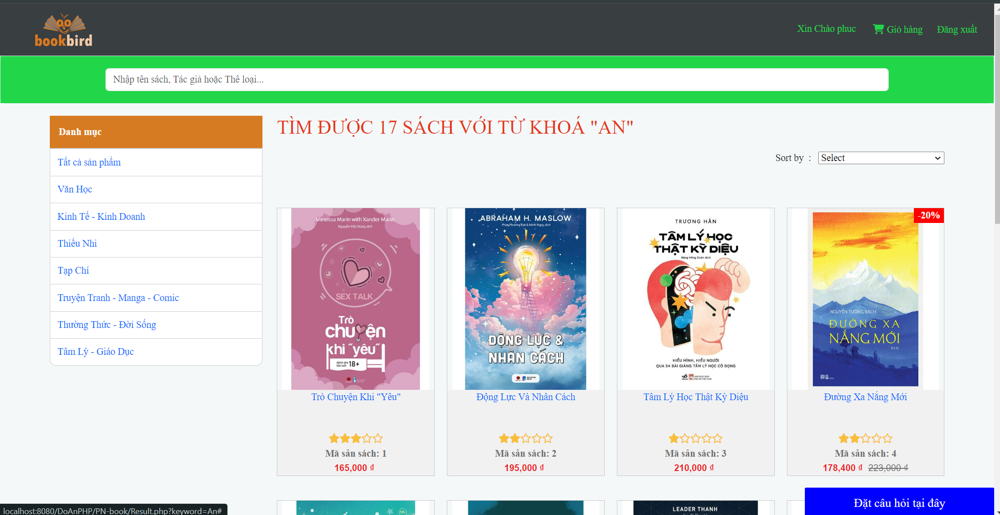 bookbird
Xin Chào phuc
Giỏ hàng
Đăng xuất
Nhập tên sách, Tác giả hoặc Thể loại...
Danh mục
Tất cả sản phẩm
Văn Học
Kinh Tế - Kinh Doanh
Thiếu Nhi
Tạp Chí
Truyện Tranh - Manga - Comic
Thường Thức - Đời Sống
Tâm Lý - Giáo Dục
TÌM ĐƯỢC 17 SÁCH VỚI TỪ KHOÁ "AN"
Sort by :
Select
Vanessa Marin with Xander Marin
Nguyễn Việt Dũng dịch
SEX TALK
Trò
chuyện
khi "yêu"
dành cho
lứa tuổi 18+
Trò Chuyện Khi "Yêu"
Mã sản sách: 1
165,000 ₫
ABRAHAM H. MASLOW
Phan Phương Đạt & Minh Ngọc dịch
ĐỘNG LỰC &
NHÂN CÁCH
Động Lực Và Nhân Cách
Mã sản sách: 2
195,000 ₫
TRƯƠNG HÂN
TÂM LÝ HỌC
THẬT KỲ DIỆU
Đặng Hồng Quân dịch
HIỂU MÌNH, HIỂU NGƯỜI
QUA 54 BÀI GIẢNG TÂM LÝ HỌC CÔ ĐỌNG
NHÀ XUẤT BẢN
PHỤ NỮ VIỆT NAM
Tâm Lý Học Thật Kỳ Diệu
Mã sản sách: 3
210,000 ₫
-20%
NGUYỄN TƯỜNG BÁCH
ĐƯỜNG XA
NẮNG MỚI
Bút ký
Đường Xa Nắng Mới
Mã sản sách: 4
178,400 ₫ 223,000 ₫
17+
LEADER THANH
Đặt câu hỏi tại đây
localhost:8080/DoAnPHP/PN-book/Result.php?keyword=An#